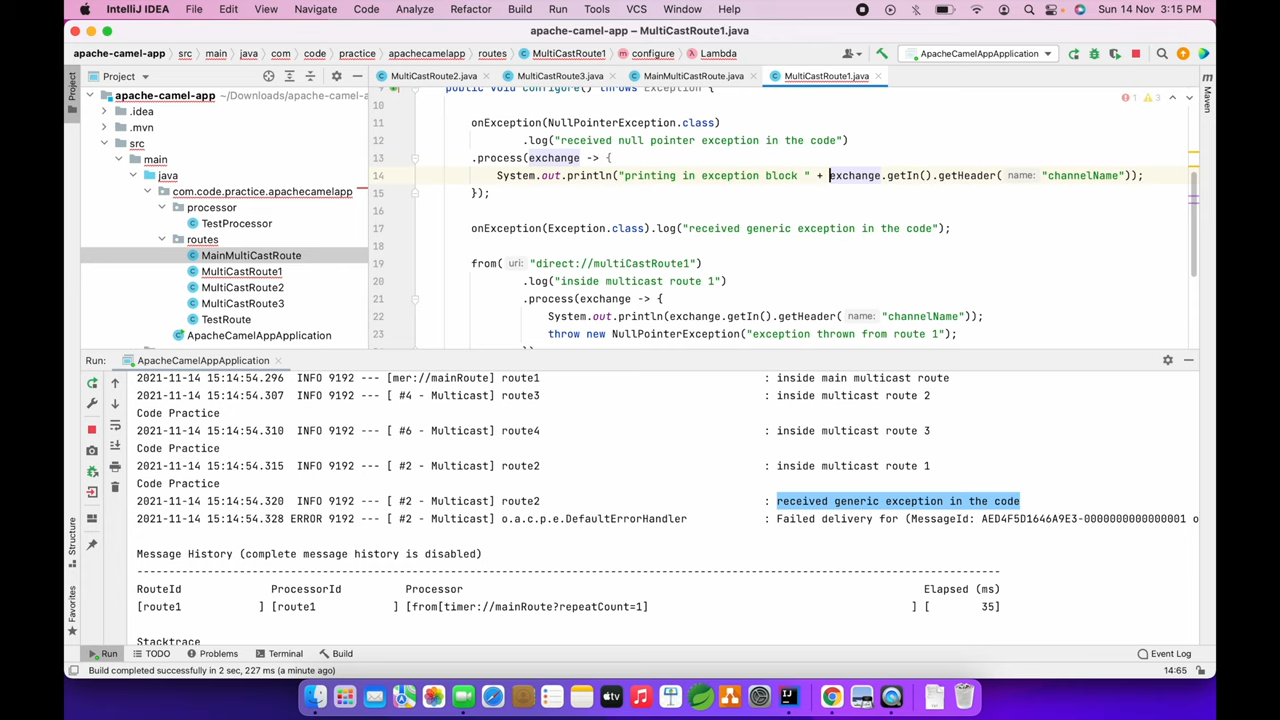 IntelliJ IDEA File Edit View Navigate Code Analyze Refactor Build Run Tools VCS Window Help Sun 14 Nov 3:15 PM
apache-camel-app – MultiCastRoute1.java
apache-camel-app src main java com code practice apachecamelapp routes MultiCastRoute1 configure Lambda ApacheCamelAppApplication
Project MultiCastRoute2.java MultiCastRoute3.java MainMultiCastRoute.java MultiCastRoute1.java
Project
Maven
apache-camel-app ~/Downloads/apache-camel-a
.idea
.mvn
src
main
java
com.code.practice.apachecamelapp
processor
TestProcessor
routes
MainMultiCastRoute
MultiCastRoute1
MultiCastRoute2
MultiCastRoute3
TestRoute
ApacheCamelAppApplication
1 3
9 public void configure() throws Exception {
10
11 onException(NullPointerException.class)
12 .log("received null pointer exception in the code")
13 .process(exchange -> {
14 System.out.println("printing in exception block " + exchange.getIn().getHeader( name: "channelName"));
15 });
16
17 onException(Exception.class).log("received generic exception in the code");
18
19 from( uri: "direct://multiCastRoute1")
20 .log("inside multicast route 1")
21 .process(exchange -> {
22 System.out.println(exchange.getIn().getHeader( name: "channelName"));
23 throw new NullPointerException("exception thrown from route 1");
Run: ApacheCamelAppApplication
2021-11-14 15:14:54.296 INFO 9192 --- [mer://mainRoute] route1 : inside main multicast route
2021-11-14 15:14:54.307 INFO 9192 --- [ #4 - Multicast] route3 : inside multicast route 2
Code Practice
2021-11-14 15:14:54.310 INFO 9192 --- [ #6 - Multicast] route4 : inside multicast route 3
Code Practice
2021-11-14 15:14:54.315 INFO 9192 --- [ #2 - Multicast] route2 : inside multicast route 1
Code Practice
2021-11-14 15:14:54.320 INFO 9192 --- [ #2 - Multicast] route2 : received generic exception in the code
2021-11-14 15:14:54.328 ERROR 9192 --- [ #2 - Multicast] o.a.c.p.e.DefaultErrorHandler : Failed delivery for (MessageId: AED4F5D1646A9E3-0000000000000001 o
Message History (complete message history is disabled)
---------------------------------------------------------------------------------------------------------------------------------------
RouteId ProcessorId Processor Elapsed (ms)
[route1 ] [route1 ] [from[timer://mainRoute?repeatCount=1] ] [ 35]
Stacktrace
Structure
Favorites
Run TODO Problems Terminal Build Event Log
Build completed successfully in 2 sec, 227 ms (a minute ago) 14:65